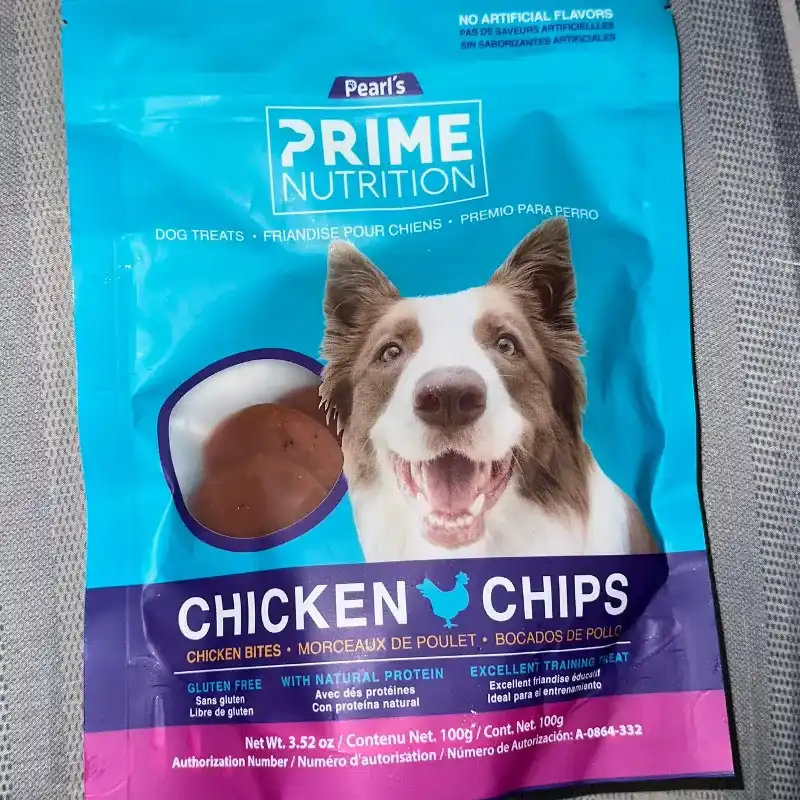 NO ARTIFICIAL FLAVORS
PAS DE SAVEURS ARTIFICIELLES
SIN SABORIZANTES ARTIFICIALES
Pearl's
PRIME
NUTRITION
DOG TREATS • FRIANDISE POUR CHIENS • PREMIO PARA PERRO
CHICKEN CHIPS
CHICKEN BITES • MORCEAUX DE POULET • BOCADOS DE POLLO
GLUTEN FREE
Sans gluten
Libre de gluten
WITH NATURAL PROTEIN
Avec dés protéines
Con proteína natural
EXCELLENT TRAINING TREAT
Excellent friandise éducatif
Ideal para el entrenamiento
Net Wt. 3.52 oz / Contenu Net. 100g / Cont. Net. 100g
Authorization Number / Numéro d'autorisation / Número de Autorización: A-0864-332